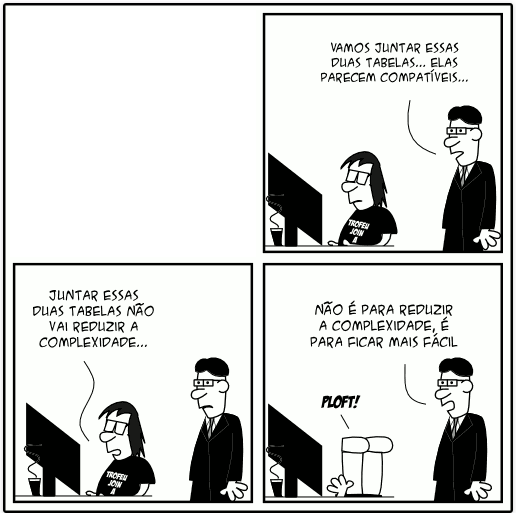 VAMOS JUNTAR ESSAS
DUAS TABELAS... ELAS
PARECEM COMPATÍVEIS...
TROFEU
JOIN
A
JUNTAR ESSAS
DUAS TABELAS NÃO
VAI REDUZIR A
COMPLEXIDADE...
TROFEU
JOIN
A
NÃO É PARA REDUZIR
A COMPLEXIDADE, É
PARA FICAR MAIS FÁCIL
PLOFT!